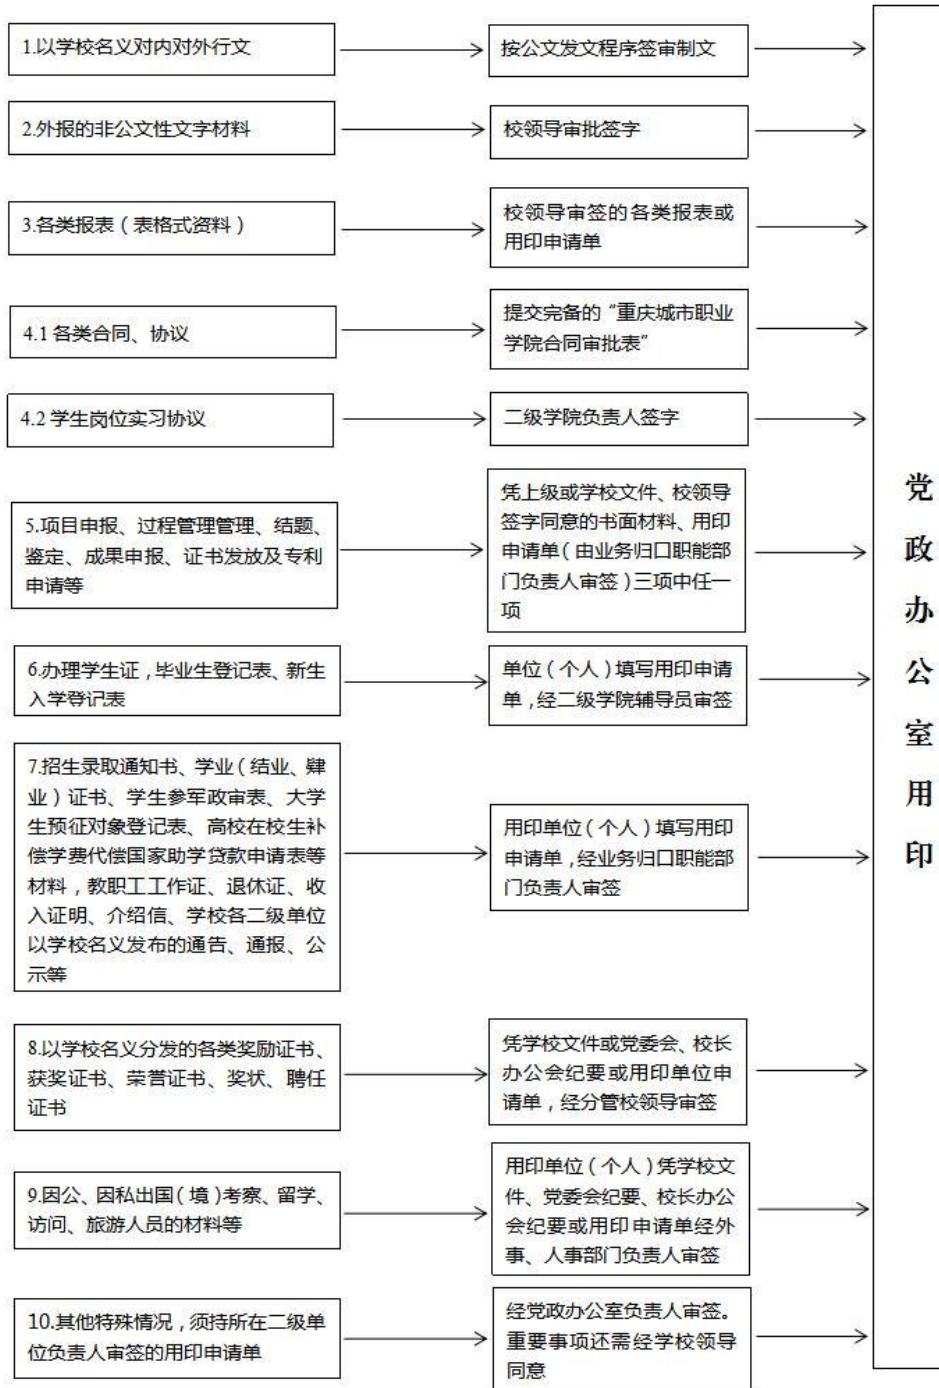 1.以学校名义对内对外行文
按公文发文程序签审制文
2.外报的非公文性文字材料
校领导审批签字
3.各类报表（表格式资料）
校领导审签的各类报表或
用印申请单
4.1 各类合同、协议
提交完备的“重庆城市职业
学院合同审批表”
4.2 学生岗位实习协议
二级学院负责人签字
5.项目申报、过程管理管理、结题、
鉴定、成果申报、证书发放及专利
申请等
凭上级或学校文件、校领导
签字同意的书面材料、用印
申请单（由业务归口职能部
门负责人审签）三项中任一
项
6.办理学生证，毕业生登记表、新生
入学登记表
单位（个人）填写用印申请
单，经二级学院辅导员审签
7.招生录取通知书、学业（结业、肄
业）证书、学生参军政审表、大学
生预征对象登记表、高校在校生补
偿学费代偿国家助学贷款申请表等
材料，教职工工作证、退休证、收
入证明、介绍信、学校各二级单位
以学校名义发布的通告、通报、公
示等
用印单位（个人）填写用印
申请单，经业务归口职能部
门负责人审签
8.以学校名义分发的各类奖励证书、
获奖证书、荣誉证书、奖状、聘任
证书
凭学校文件或党委会、校长
办公会纪要或用印单位申
请单，经分管校领导审签
9.因公、因私出国（境）考察、留学、
访问、旅游人员的材料等
用印单位（个人）凭学校文
件、党委会纪要、校长办公
会纪要或用印申请单经外
事、人事部门负责人审签
10.其他特殊情况，须持所在二级单
位负责人审签的用印申请单
经党政办公室负责人审签。
重要事项还需经学校领导
同意
党政办公室用印